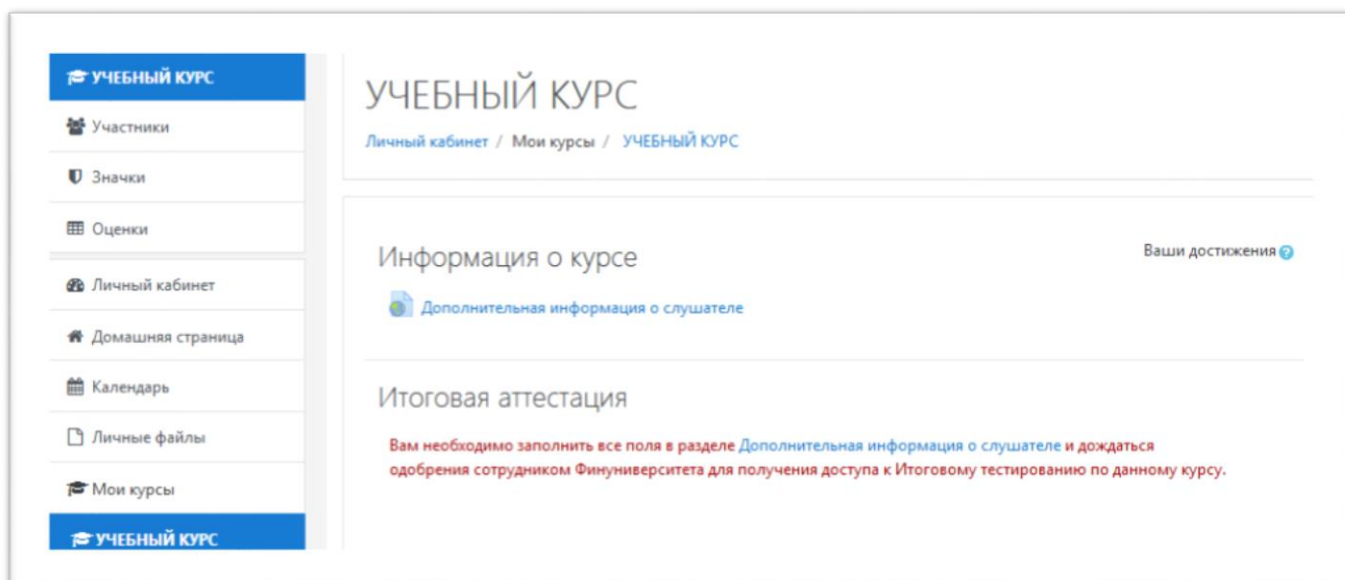 УЧЕБНЫЙ КУРС
Участники
Значки
Оценки
Личный кабинет
Домашняя страница
Календарь
Личные файлы
Мои курсы
УЧЕБНЫЙ КУРС
УЧЕБНЫЙ КУРС
Личный кабинет / Мои курсы / УЧЕБНЫЙ КУРС
Информация о курсе
Ваши достижения
Дополнительная информация о слушателе
Итоговая аттестация
Вам необходимо заполнить все поля в разделе Дополнительная информация о слушателе и дождаться
одобрения сотрудником Финуниверситета для получения доступа к Итоговому тестированию по данному курсу.